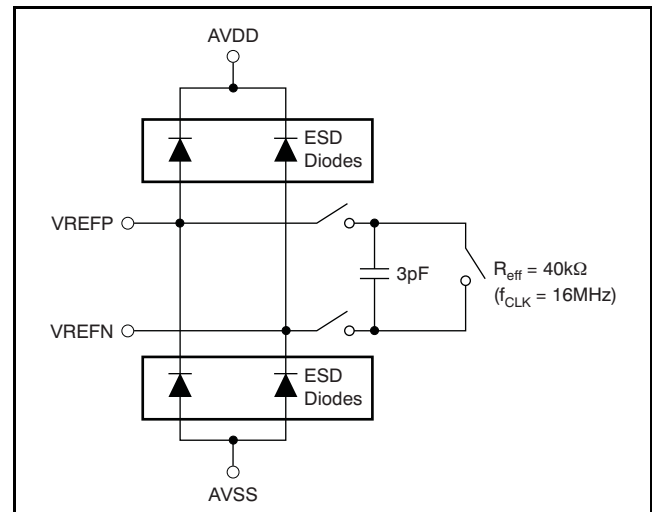 AVDD
ESD
Diodes
VREFP
3pF
R_eff = 40kΩ
(f_CLK = 16MHz)
VREFN
ESD
Diodes
AVSS